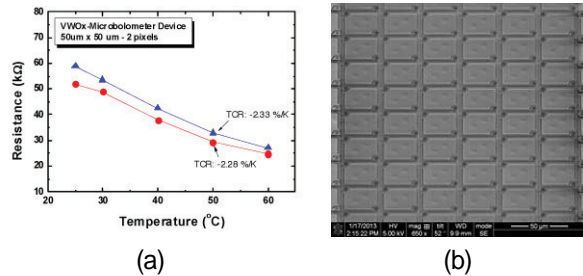 VWOx-Microbolometer Device
50um x 50 um - 2 pixels
60
50
40
30
20
10
Resistance (kΩ)
TCR: -2.33 %/K
TCR: -2.28 %/K
20 30 40 50 60
Temperature (°C)
1/17/2013 HV mag ⊞ tilt WD mode
2:15:22 PM 5.00 kV 650 x 52 ° 9.9 mm SE
50 µm
(a) (b)